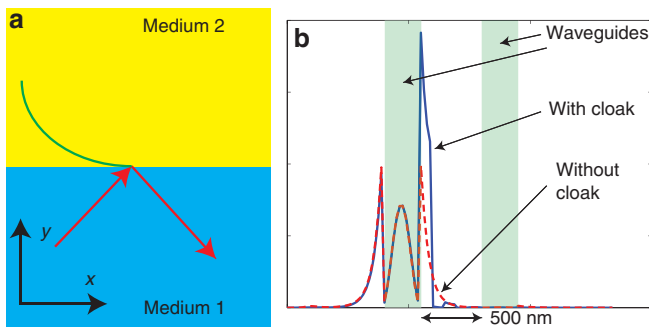 a
Medium 2
y
x
Medium 1
b
Waveguides
With cloak
Without
cloak
500 nm